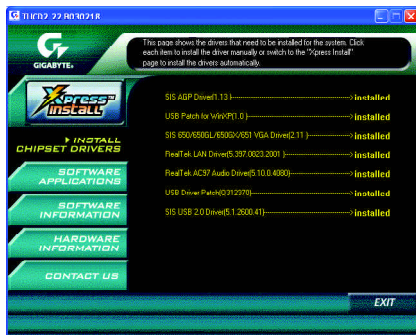 This page shows the drivers that need to be installed for the system. Click
each item to install the driver manually or switch to the "Xpress Install"
page to install the drivers automatically.
GIGABYTE
Xpress™
Install
SIS AGP Driver(1.13 )------->installed
USB Patch for WinXP(1.0 )------->installed
SIS 650/650GL/650GX/651 VGA Driver(2.11 )------->installed
RealTek LAN Driver(5.397.0823.2001 )------->installed
RealTek AC97 Audio Driver(5.10.0.4080)------->installed
USB Driver Patch(Q312370)------->installed
SIS USB 2.0 Driver(5.1.2600.41)------->installed
INSTALL
CHIPSET DRIVERS
SOFTWARE
APPLICATIONS
SOFTWARE
INFORMATION
HARDWARE
INFORMATION
CONTACT US
EXIT